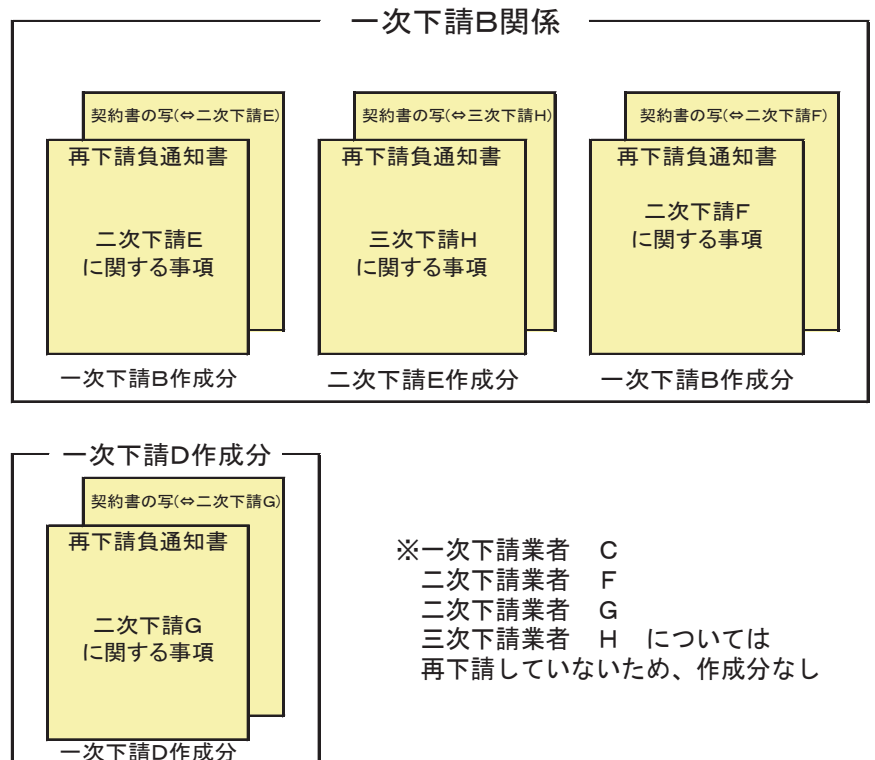 一次下請B関係
契約書の写(⇔二次下請E)
再下請負通知書
二次下請E
に関する事項
一次下請B作成分
契約書の写(⇔三次下請H)
再下請負通知書
三次下請H
に関する事項
二次下請E作成分
契約書の写(⇔二次下請F)
再下請負通知書
二次下請F
に関する事項
一次下請B作成分
一次下請D作成分
契約書の写(⇔二次下請G)
再下請負通知書
二次下請G
に関する事項
一次下請D作成分
※一次下請業者 C
二次下請業者 F
二次下請業者 G
三次下請業者 H については
再下請していないため、作成分なし